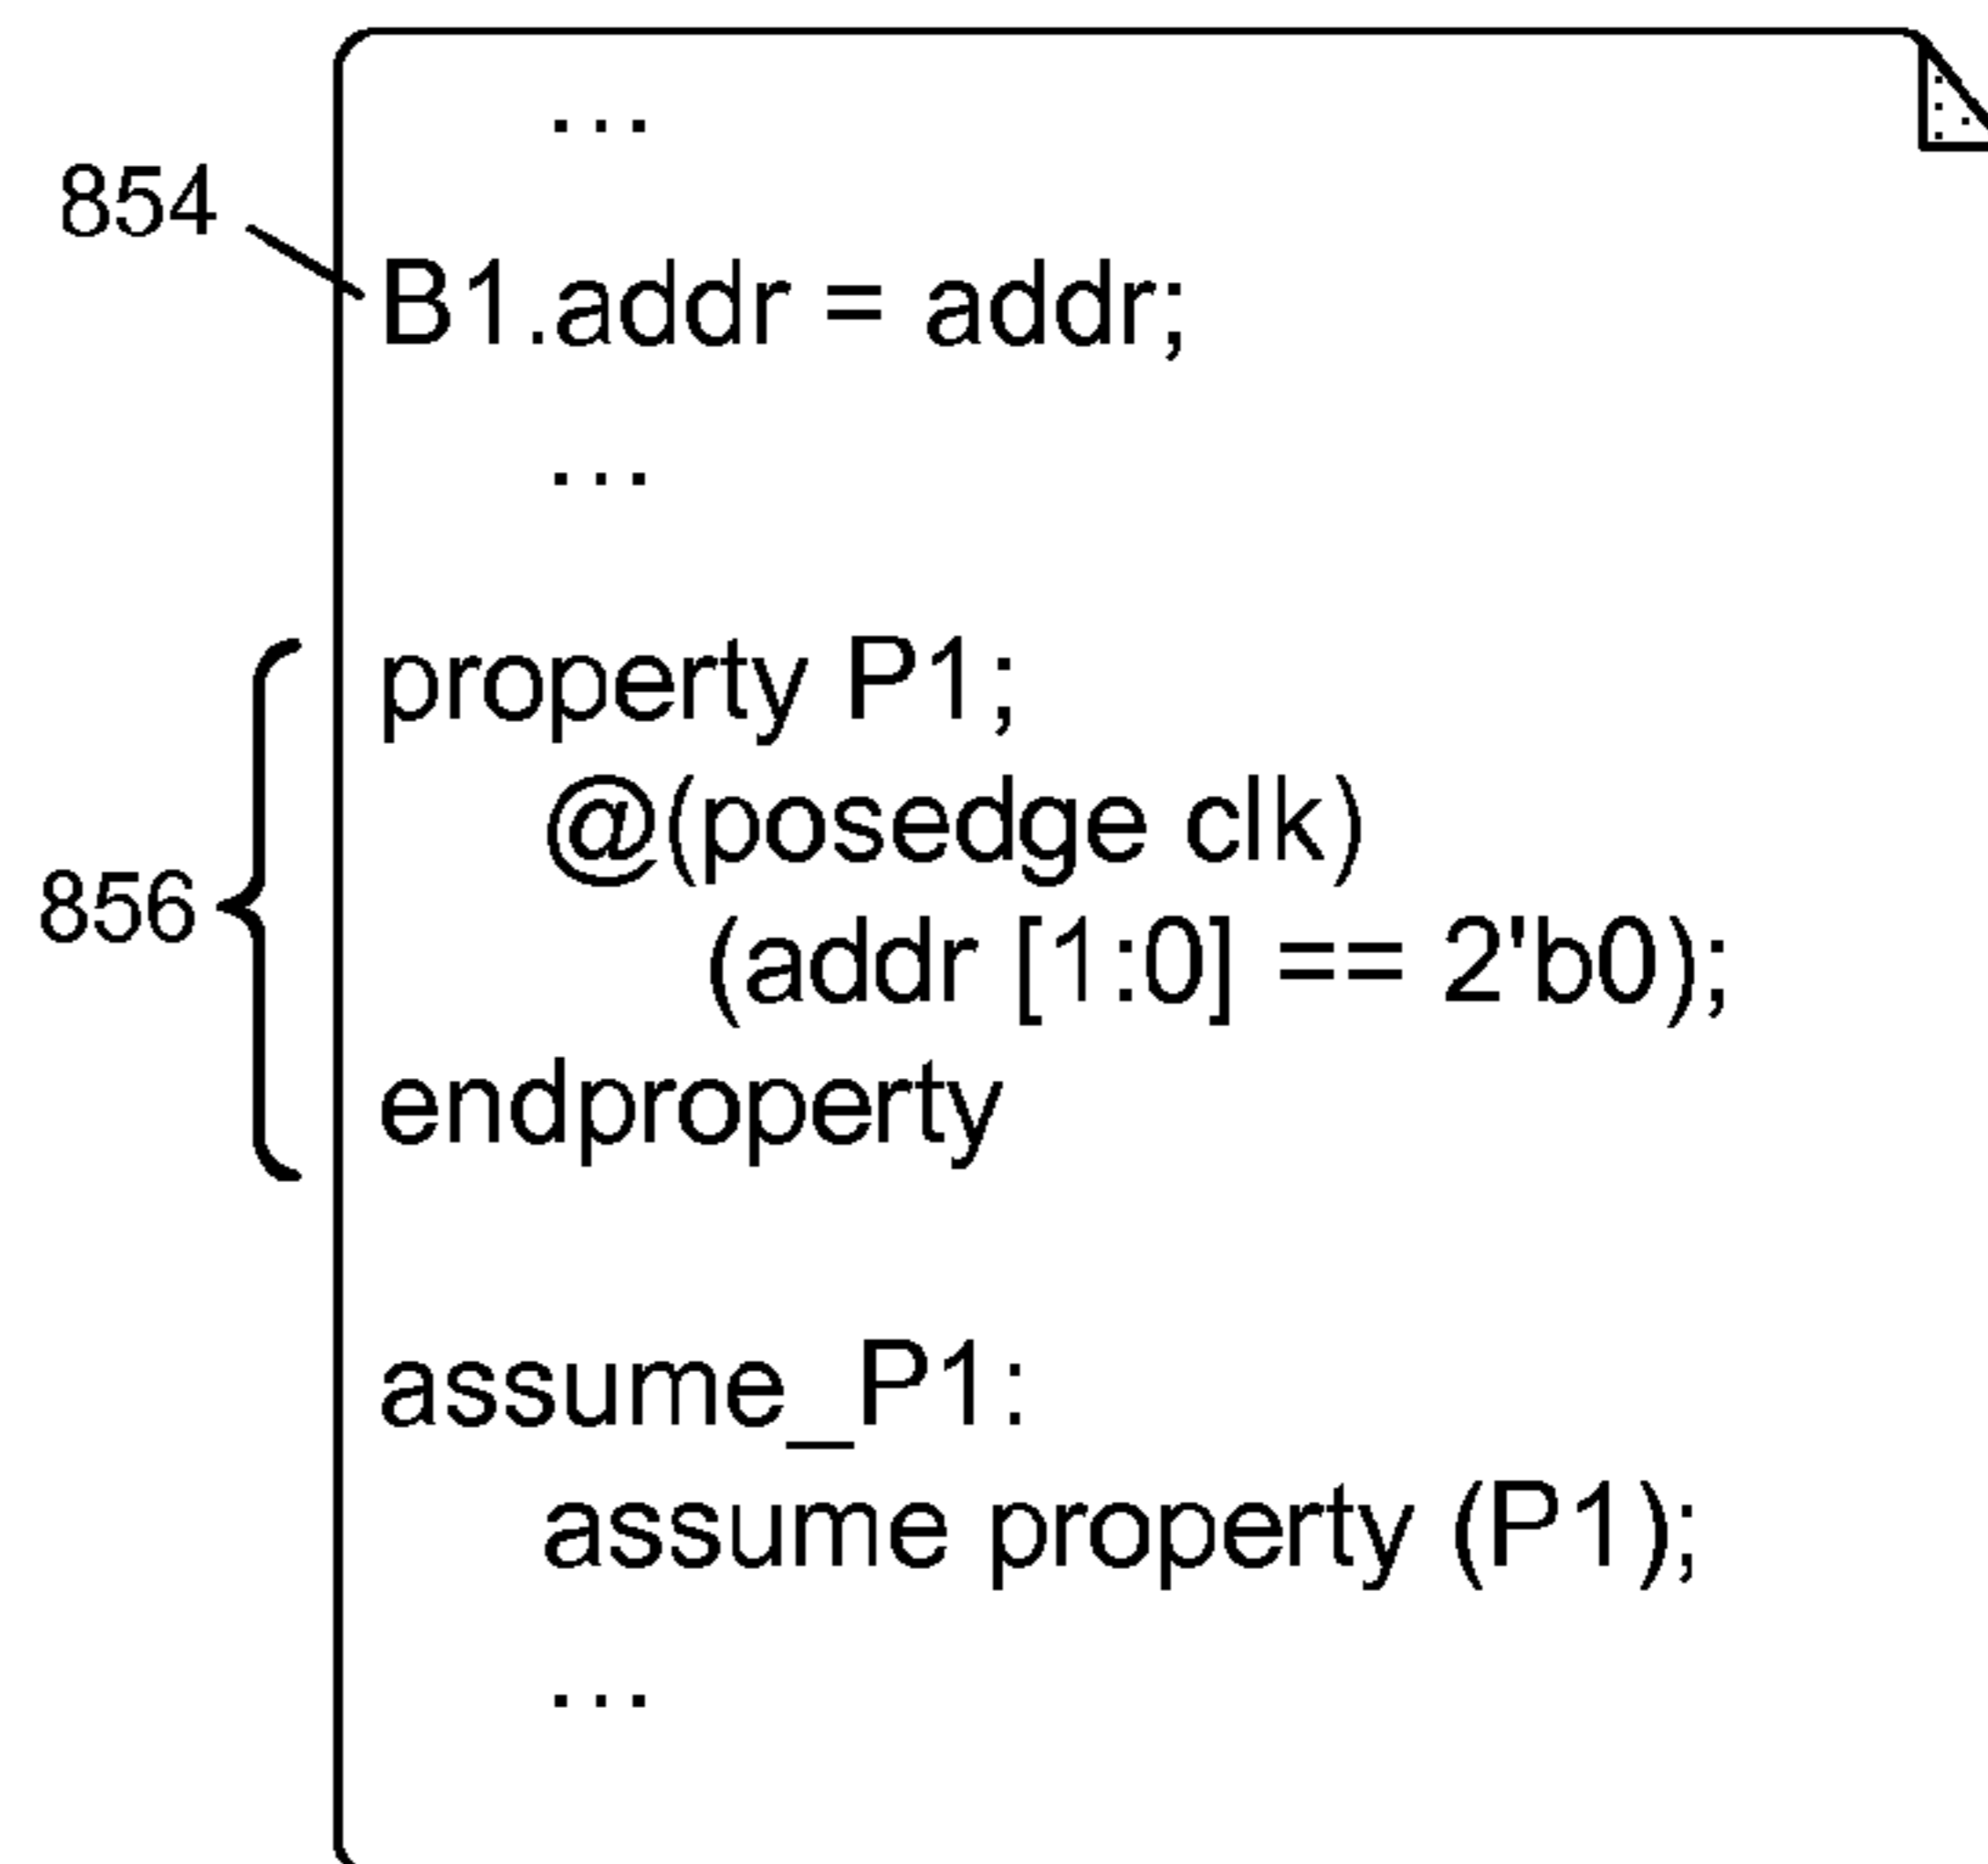 ...
854
B1.addr = addr;
...
property P1;
@(posedge clk)
856
(addr [1:0] == 2'b0);
endproperty
assume_P1:
assume property (P1);
...